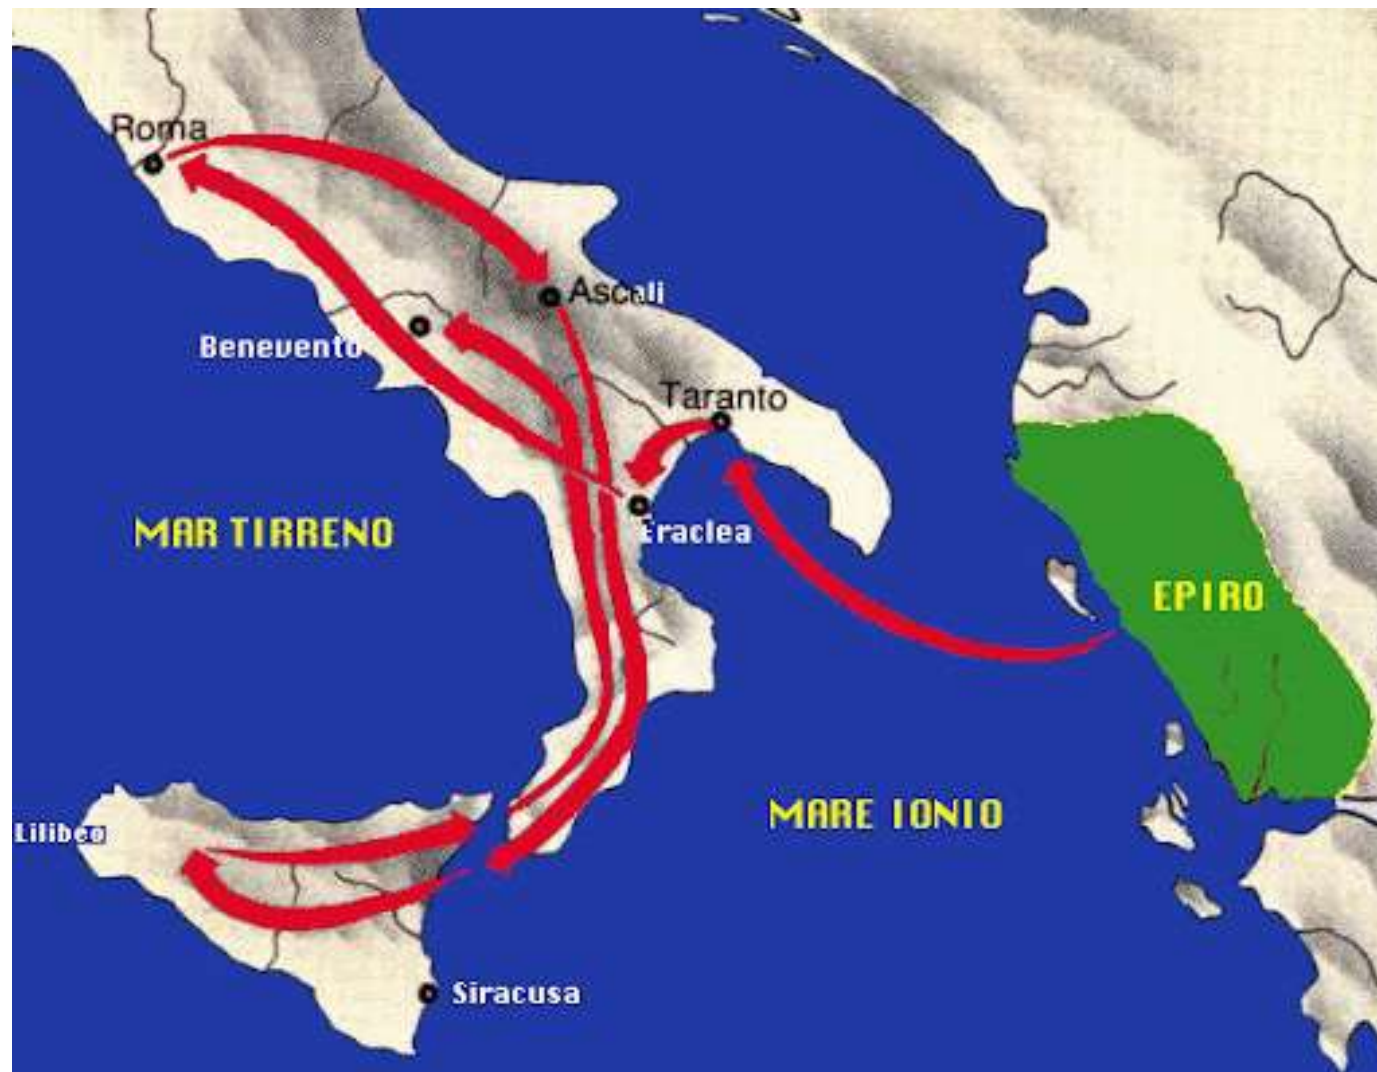 Roma
Ascoli
Benevento
Taranto
MAR TIRRENO
Eraclea
EPIRO
MARE IONIO
Lilibeo
Siracusa